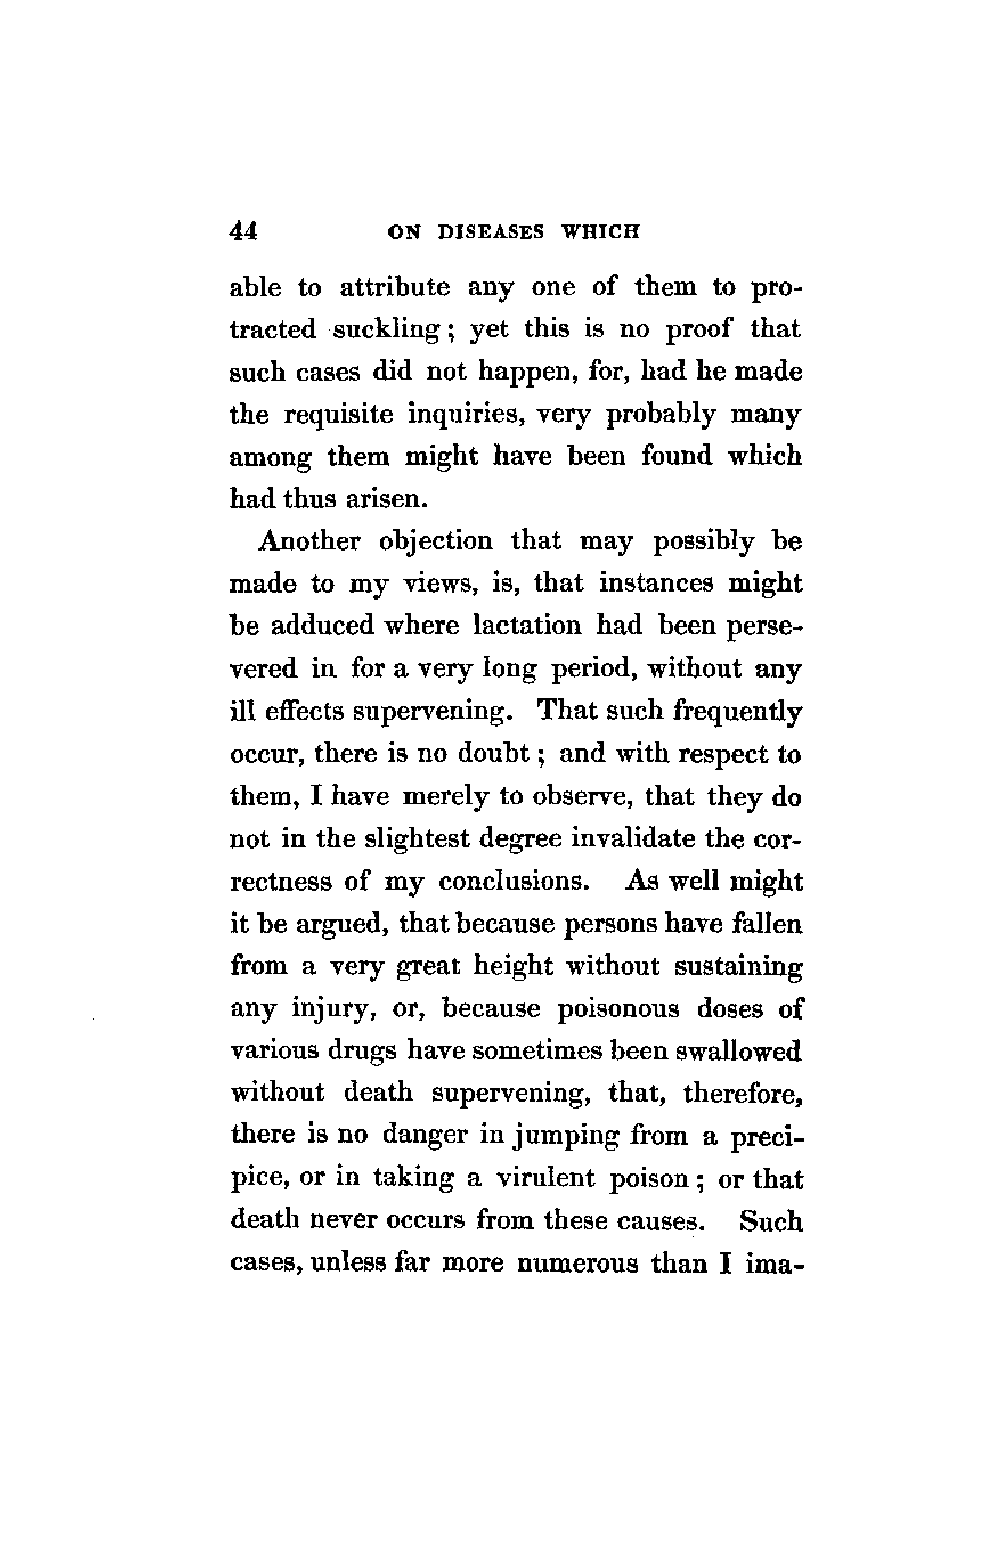 44 ON DISEASES WHICH
able to attribute any one of them to pro-
tracted suckling; yet this is no proof that
such cases did not happen, for, had he made
the requisite inquiries, very probably many
among them might have been found which
had thus arisen.
Another objection that may possibly be
made to my views, is, that instances might
be adduced where lactation had been perse-
vered in for a very long period, without any
ill effects supervening. That such frequently
occur, there is no doubt; and with respect to
them, I have merely to observe, that they do
not in the slightest degree invalidate the cor-
rectness of my conclusions. As well might
it be argued, that because persons have fallen
from a very great height without sustaining
any injury, or, because poisonous doses of
various drugs have sometimes been swallowed
without death supervening, that, therefore,
there is no danger in jumping from a preci-
pice, or in taking a virulent poison; or that
death never occurs from these causes. Such
cases, unless far more numerous than I ima-